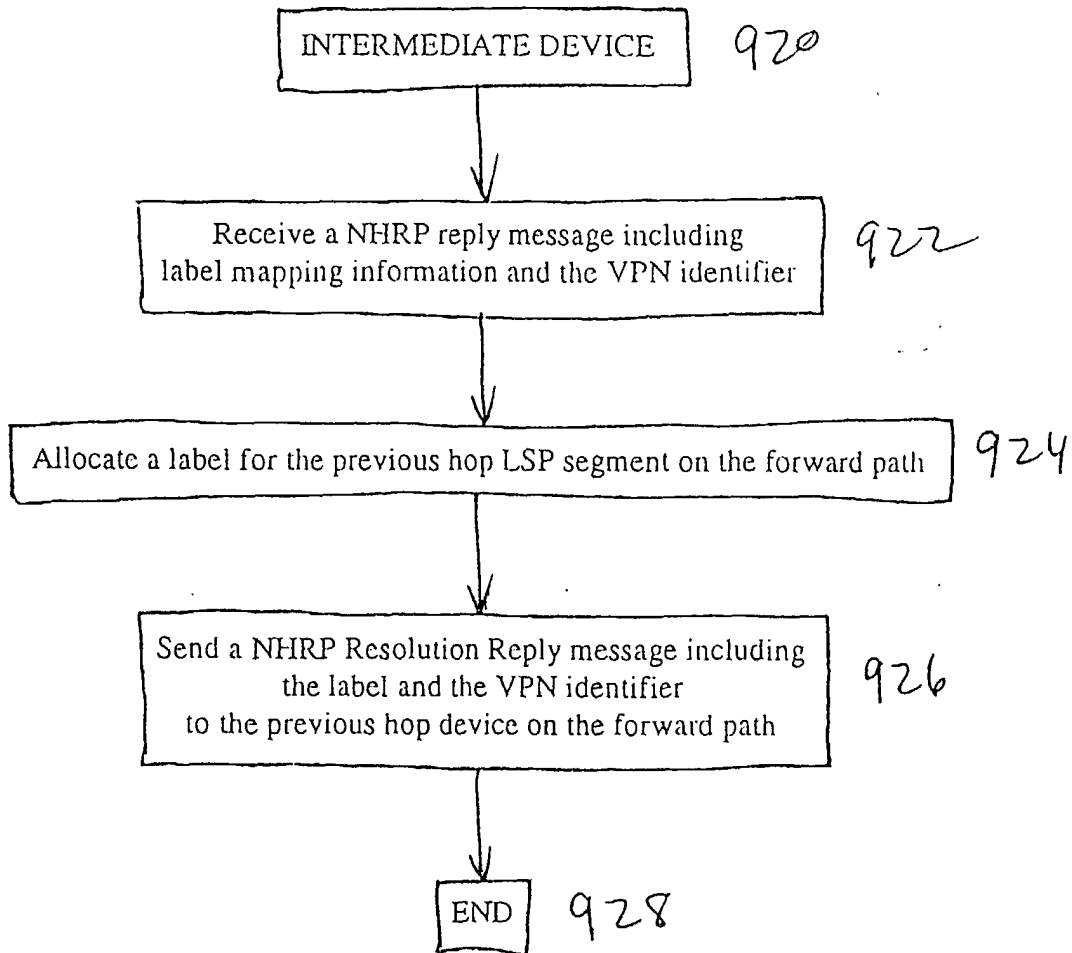 INTERMEDIATE DEVICE 920
Receive a NHRP reply message including
label mapping information and the VPN identifier
922
Allocate a label for the previous hop LSP segment on the forward path 924
Send a NHRP Resolution Reply message including
the label and the VPN identifier
to the previous hop device on the forward path
926
END 928